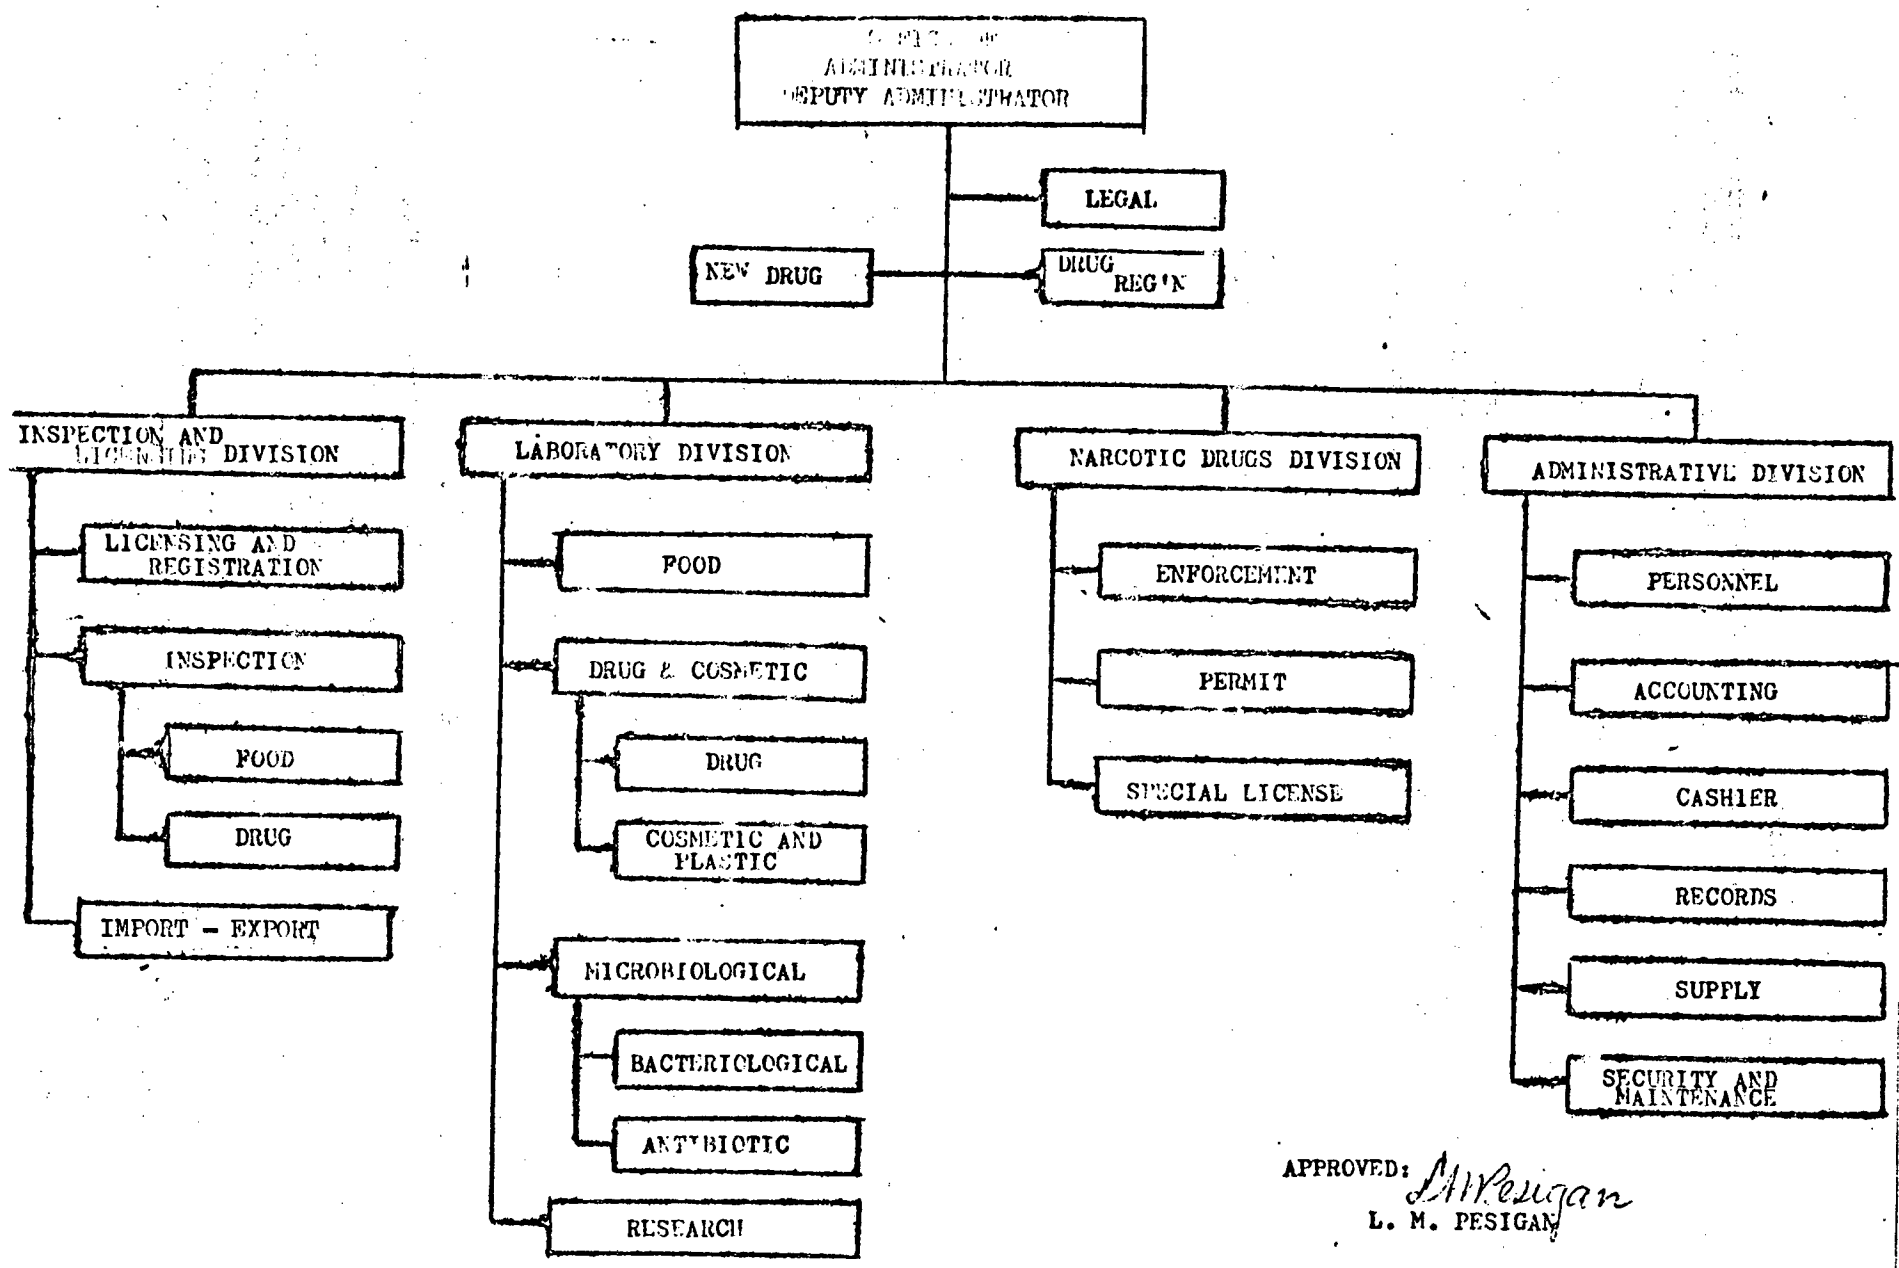 ADMINISTRATOR
DEPUTY ADMINISTRATOR
LEGAL
NEW DRUG
DRUG
REG'N
INSPECTION AND
LICENSING DIVISION
LABORATORY DIVISION
NARCOTIC DRUGS DIVISION
ADMINISTRATIVE DIVISION
LICENSING AND
REGISTRATION
INSPECTION
FOOD
DRUG
IMPORT - EXPORT
FOOD
DRUG & COSMETIC
DRUG
COSMETIC AND
PLASTIC
MICROBIOLOGICAL
BACTERIOLOGICAL
ANTIBIOTIC
RESEARCH
ENFORCEMENT
PERMIT
SPECIAL LICENSE
PERSONNEL
ACCOUNTING
CASHIER
RECORDS
SUPPLY
SECURITY AND
MAINTENANCE
APPROVED: LMPesigan
L. M. PESIGAN